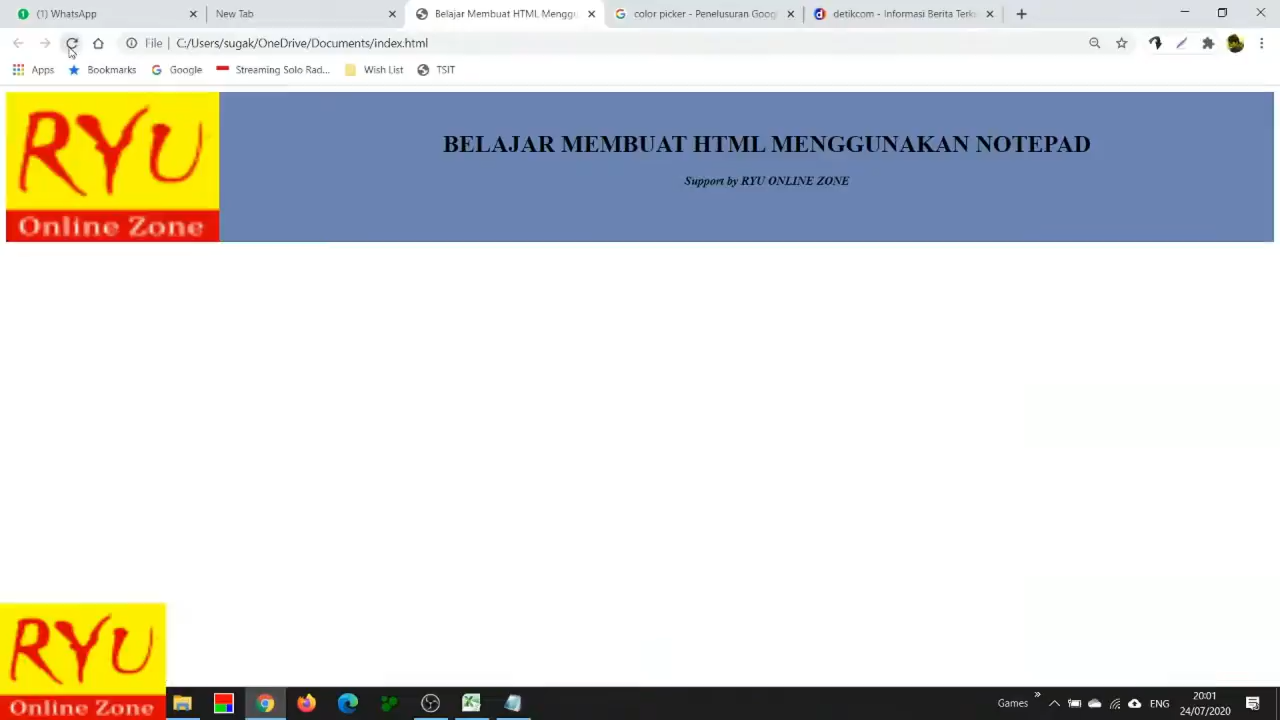 (1) WhatsApp
New Tab
Belajar Membuat HTML Menggu
color picker - Penelusuran Goog
detikcom - Informasi Berita Terk
File
C:/Users/sugak/OneDrive/Documents/index.html
Apps
Bookmarks
Google
Streaming Solo Rad...
Wish List
TSIT
RYU
Online Zone
BELAJAR MEMBUAT HTML MENGGUNAKAN NOTEPAD
Support by RYU ONLINE ZONE
RYU
Online Zone
Games
ENG
20:01
24/07/2020